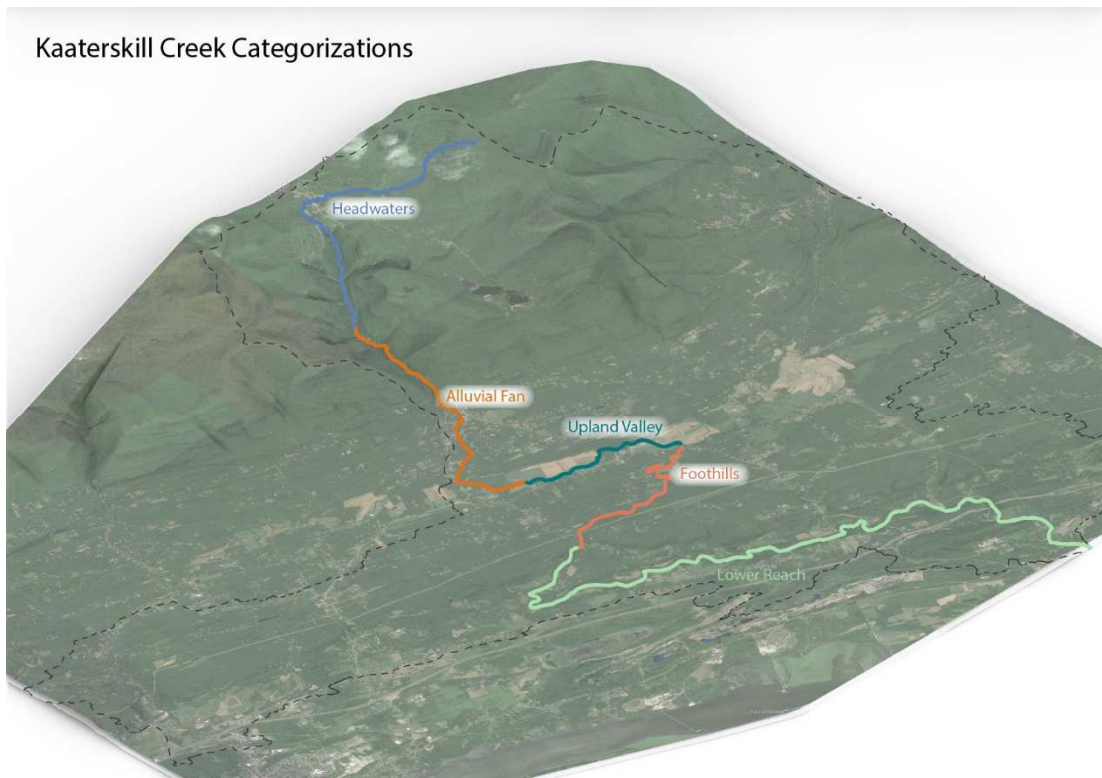 Kaaterskill Creek Categorizations
Headwaters
Alluvial Fan
Upland Valley
Foothills
Lower Reach